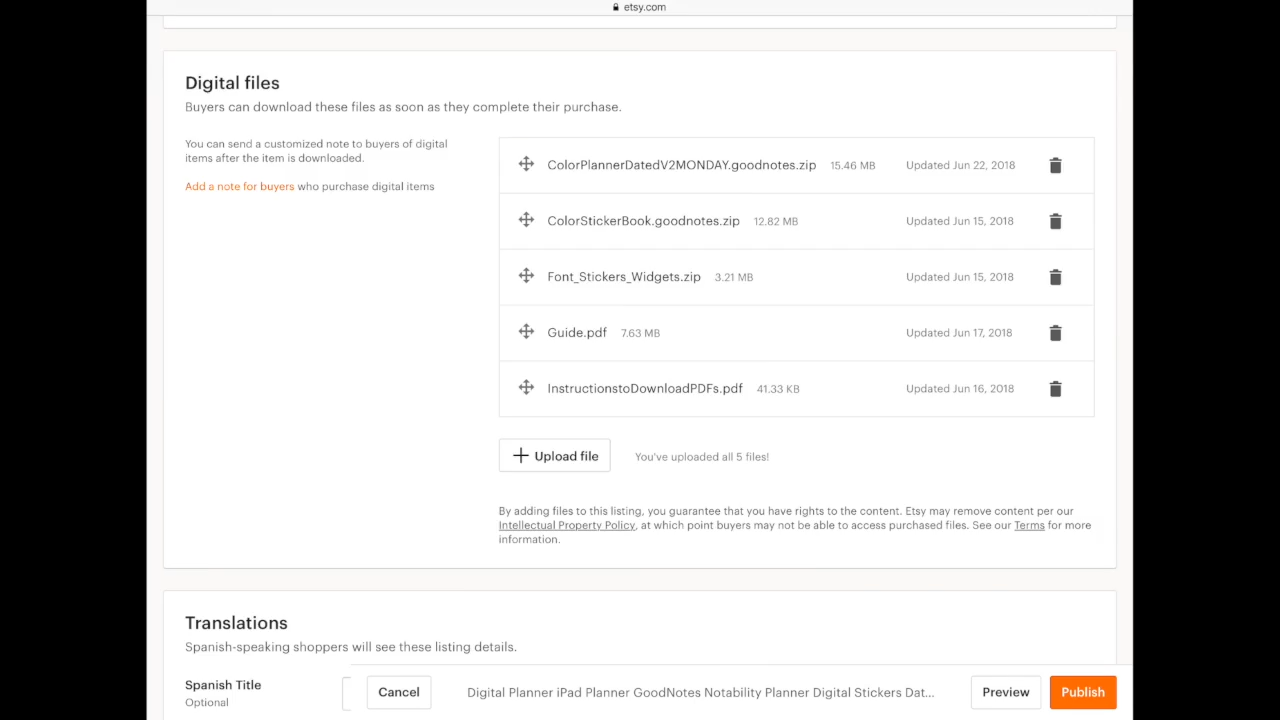 etsy.com
Digital files
Buyers can download these files as soon as they complete their purchase.
You can send a customized note to buyers of digital
items after the item is downloaded.
Add a note for buyers who purchase digital items
ColorPlannerDatedV2MONDAY.goodnotes.zip 15.46 MB Updated Jun 22, 2018
ColorStickerBook.goodnotes.zip 12.82 MB Updated Jun 15, 2018
Font_Stickers_Widgets.zip 3.21 MB Updated Jun 15, 2018
Guide.pdf 7.63 MB Updated Jun 17, 2018
InstructionstoDownloadPDFs.pdf 41.33 KB Updated Jun 16, 2018
Upload file You've uploaded all 5 files!
By adding files to this listing, you guarantee that you have rights to the content. Etsy may remove content per our
Intellectual Property Policy, at which point buyers may not be able to access purchased files. See our Terms for more
information.
Translations
Spanish-speaking shoppers will see these listing details.
Spanish Title
Optional
Cancel Digital Planner iPad Planner GoodNotes Notability Planner Digital Stickers Dat... Preview Publish